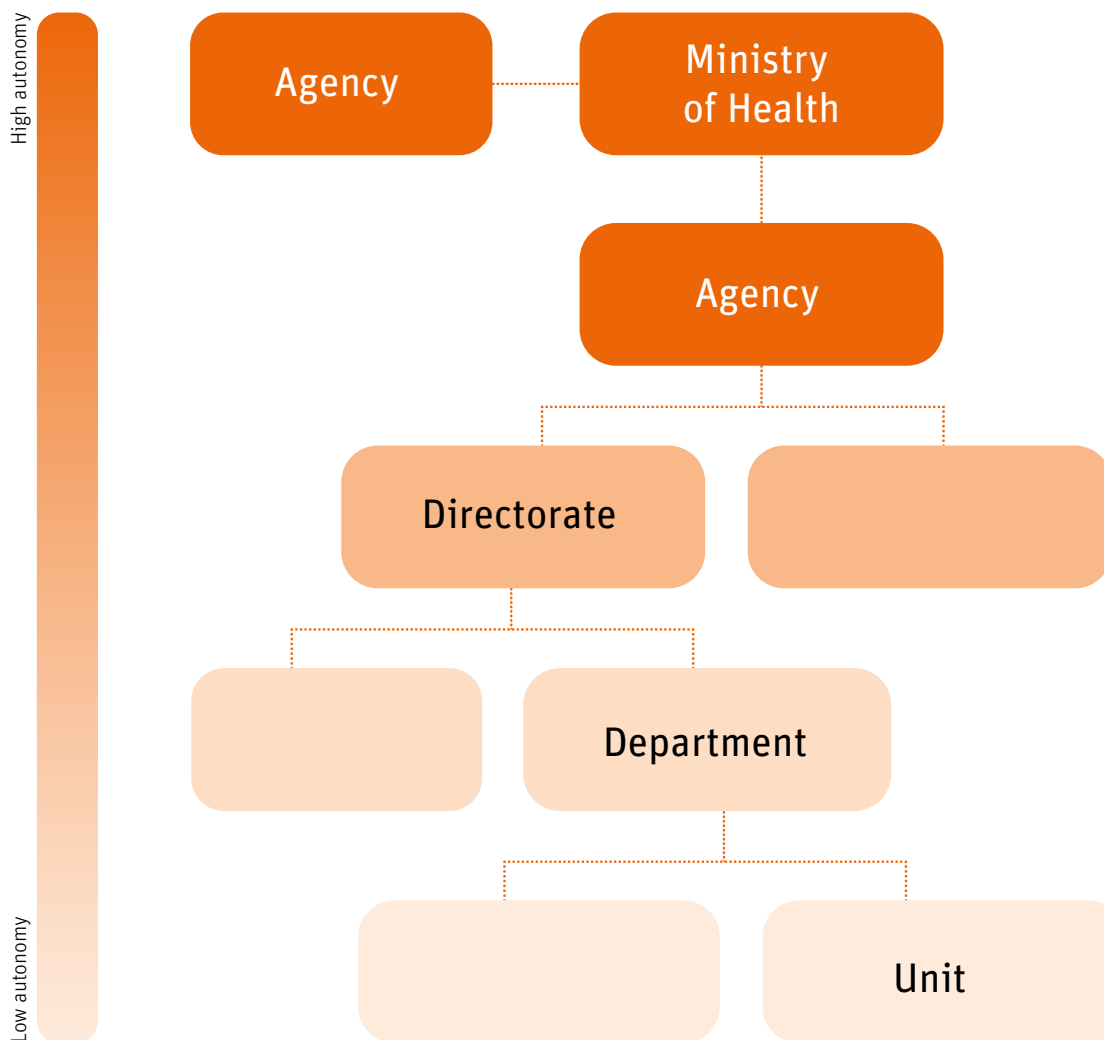 High autonomy
Agency
Ministry
of Health
Agency
Directorate
Department
Low autonomy
Unit